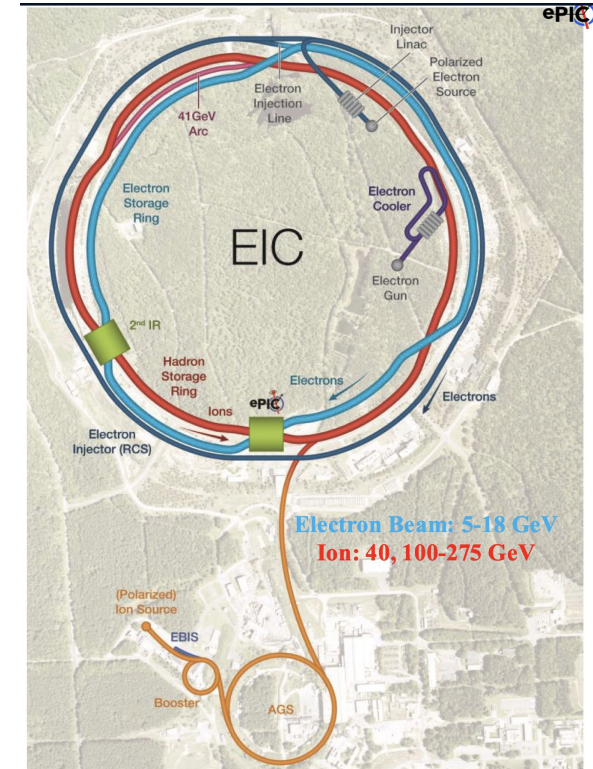 ePIC
Injector
Linac
Polarized
Electron
Source
Electron
Injection
Line
41GeV
Arc
Electron
Storage
Ring
Electron
Cooler
EIC
Electron
Gun
2nd IR
Hadron
Storage
Ring
Electrons
ePIC
Electrons
Ions
Electron
Injector (RCS)
Electron Beam: 5-18 GeV
Ion: 40, 100-275 GeV
(Polarized)
Ion Source
EBIS
Booster
AGS